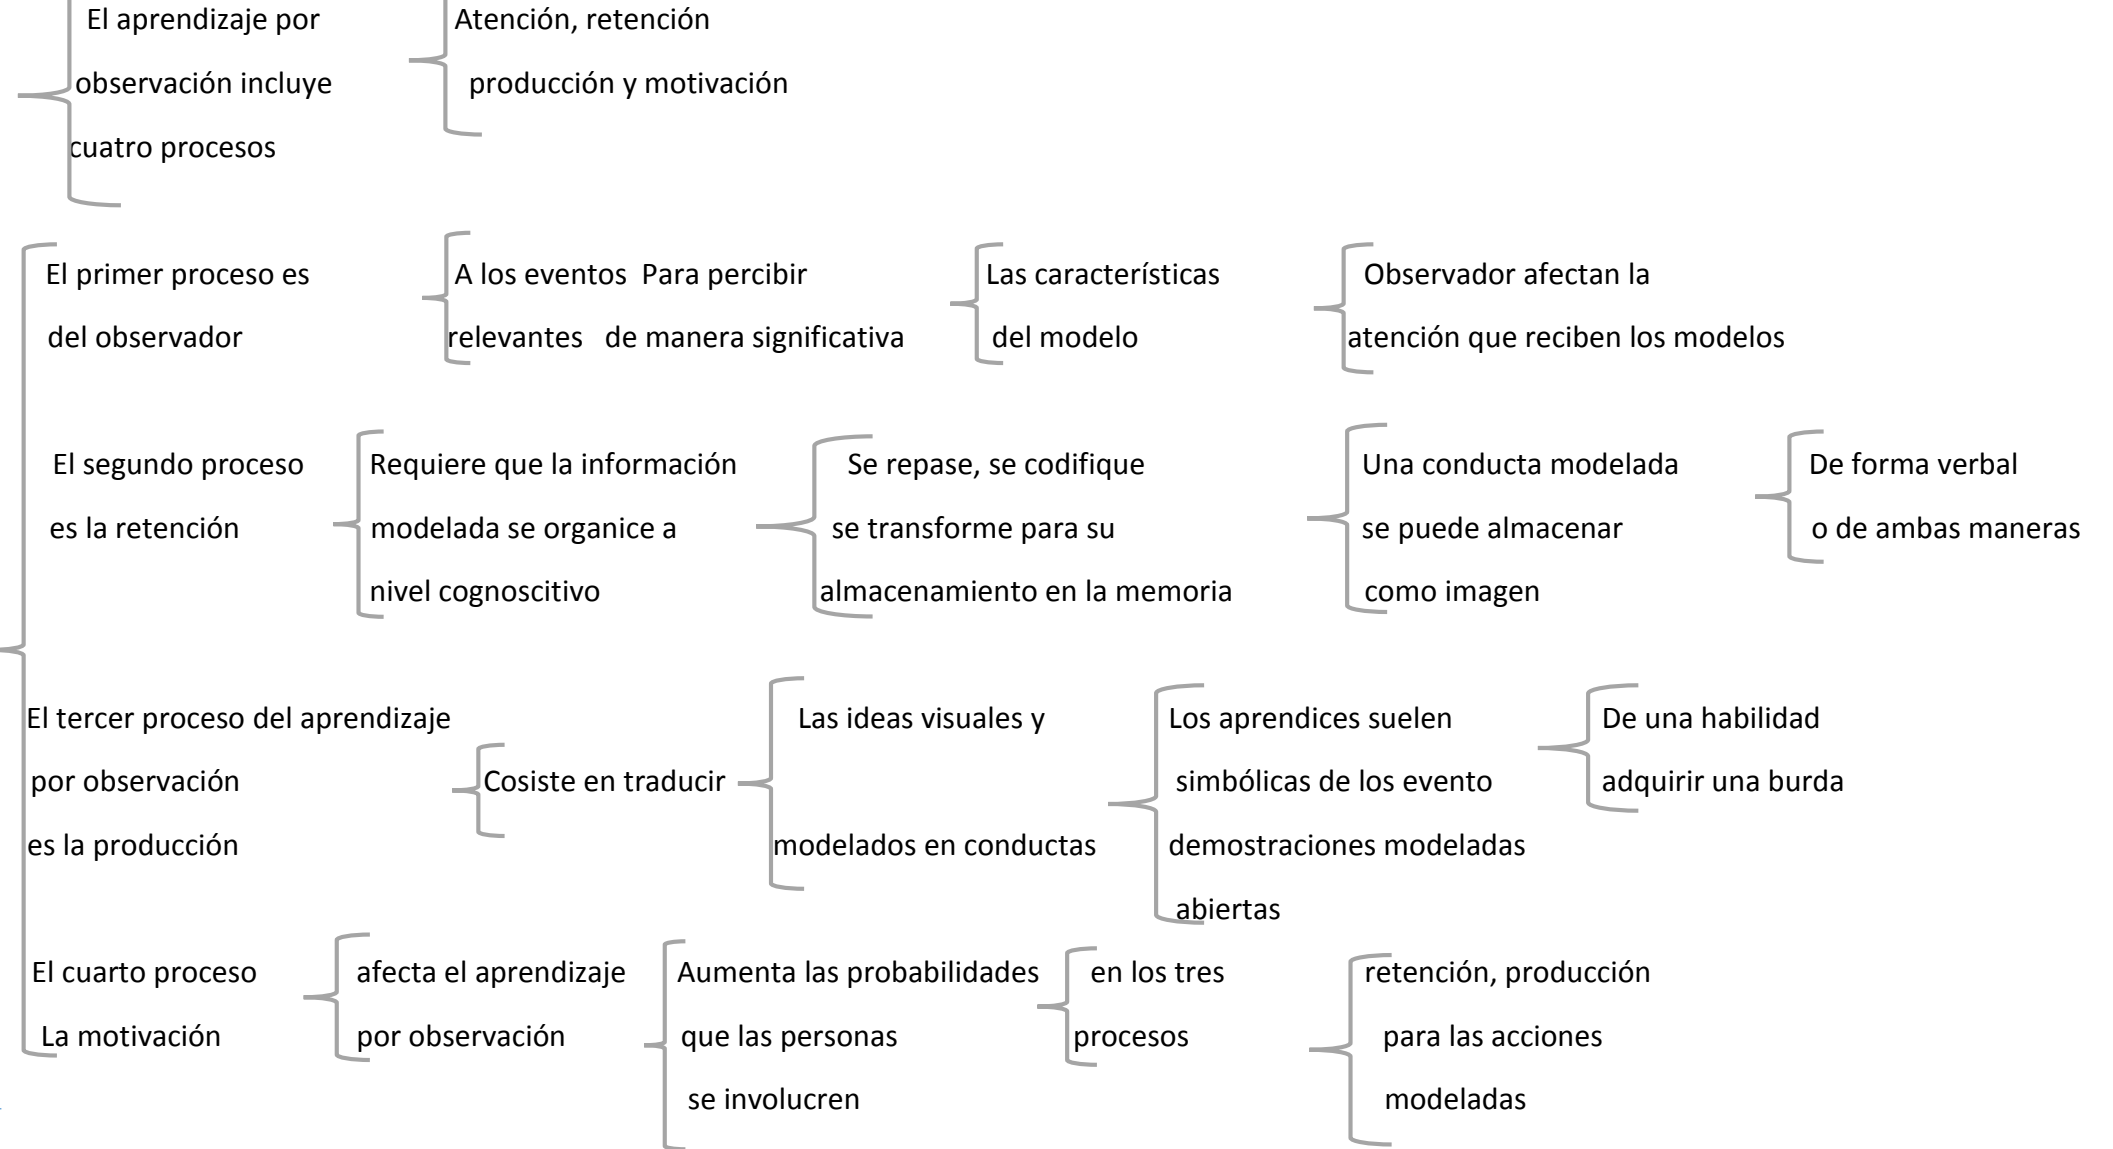 El aprendizaje por
observación incluye
cuatro procesos
Atención, retención
producción y motivación
El primer proceso es
del observador
A los eventos  Para percibir
relevantes   de manera significativa
Las características
del modelo
Observador afectan la
atención que reciben los modelos
El segundo proceso
es la retención
Requiere que la información
modelada se organice a
nivel cognoscitivo
Se repase, se codifique
se transforme para su
almacenamiento en la memoria
Una conducta modelada
se puede almacenar
como imagen
De forma verbal
o de ambas maneras
El tercer proceso del aprendizaje
por observación
es la producción
Cosiste en traducir
Las ideas visuales y
modelados en conductas
Los aprendices suelen
simbólicas de los evento
demostraciones modeladas
abiertas
De una habilidad
adquirir una burda
El cuarto proceso
La motivación
afecta el aprendizaje
por observación
Aumenta las probabilidades
que las personas
se involucren
en los tres
procesos
retención, producción
para las acciones
modeladas